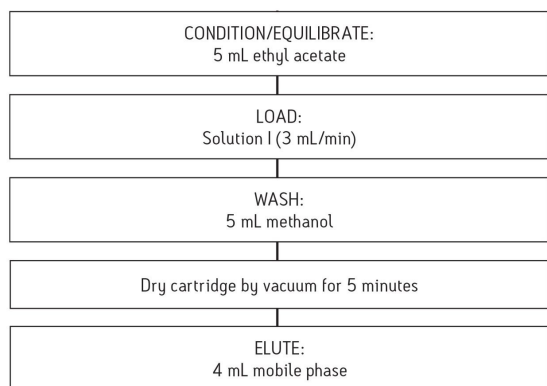 CONDITION/EQUILIBRATE:
5 mL ethyl acetate
LOAD:
Solution I (3 mL/min)
WASH:
5 mL methanol
Dry cartridge by vacuum for 5 minutes
ELUTE:
4 mL mobile phase